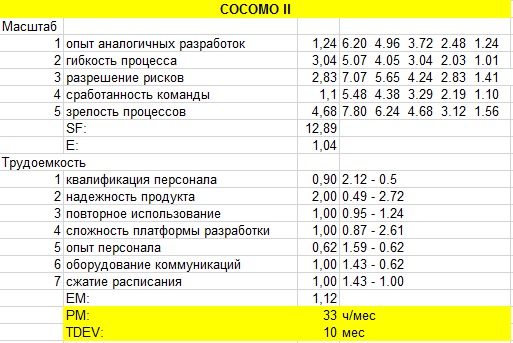 COCOMO II
Масштаб
1 опыт аналогичных разработок 1,24 6.20 4.96 3.72 2.48 1.24
2 гибкость процесса 3,04 5.07 4.05 3.04 2.03 1.01
3 разрешение рисков 2,83 7.07 5.65 4.24 2.83 1.41
4 сработанность команды 1,1 5.48 4.38 3.29 2.19 1.10
5 зрелость процессов 4,68 7.80 6.24 4.68 3.12 1.56
SF: 12,89
E: 1,04
Трудоемкость
1 квалификация персонала 0,90 2.12 - 0.5
2 надежность продукта 2,00 0.49 - 2.72
3 повторное использование 1,00 0.95 - 1.24
4 сложность платформы разработки 1,00 0.87 - 2.61
5 опыт персонала 0,62 1.59 - 0.62
6 оборудование коммуникаций 1,00 1.43 - 0.62
7 сжатие расписания 1,00 1.43 - 1.00
EM: 1,12
PM: 33 ч/мес
TDEV: 10 мес